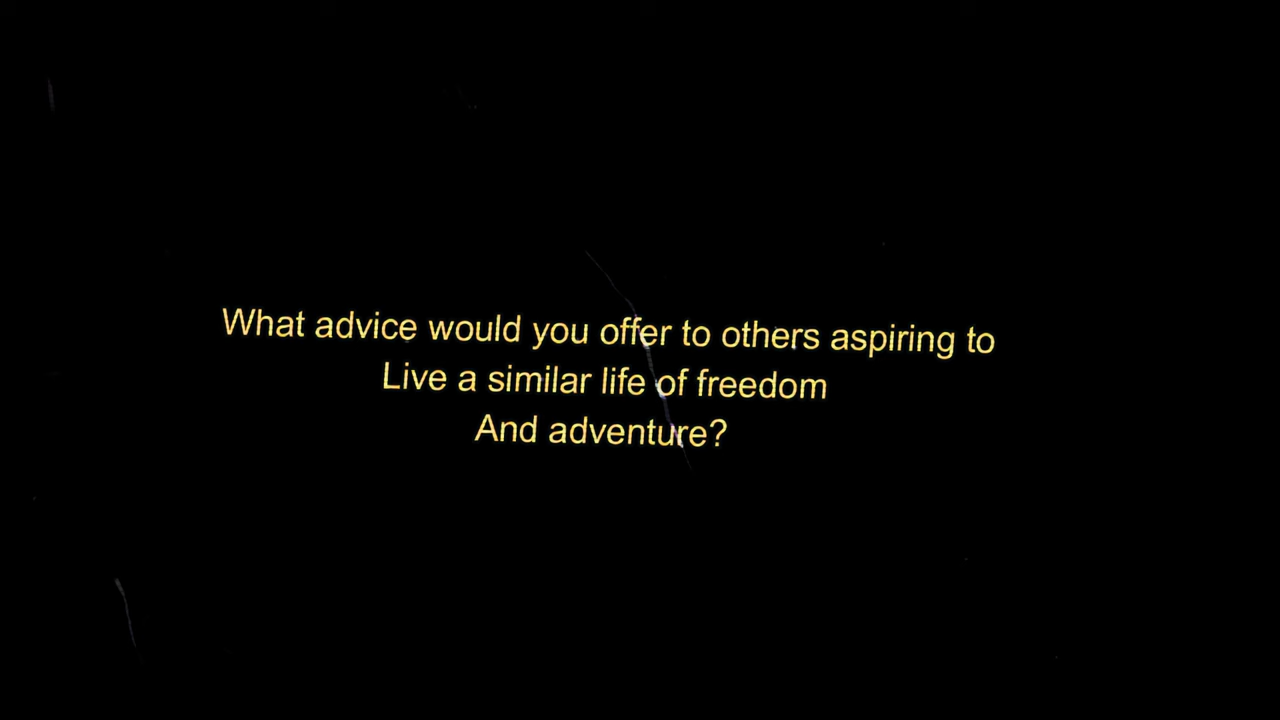 What advice would you offer to others aspiring to
Live a similar life of freedom
And adventure?